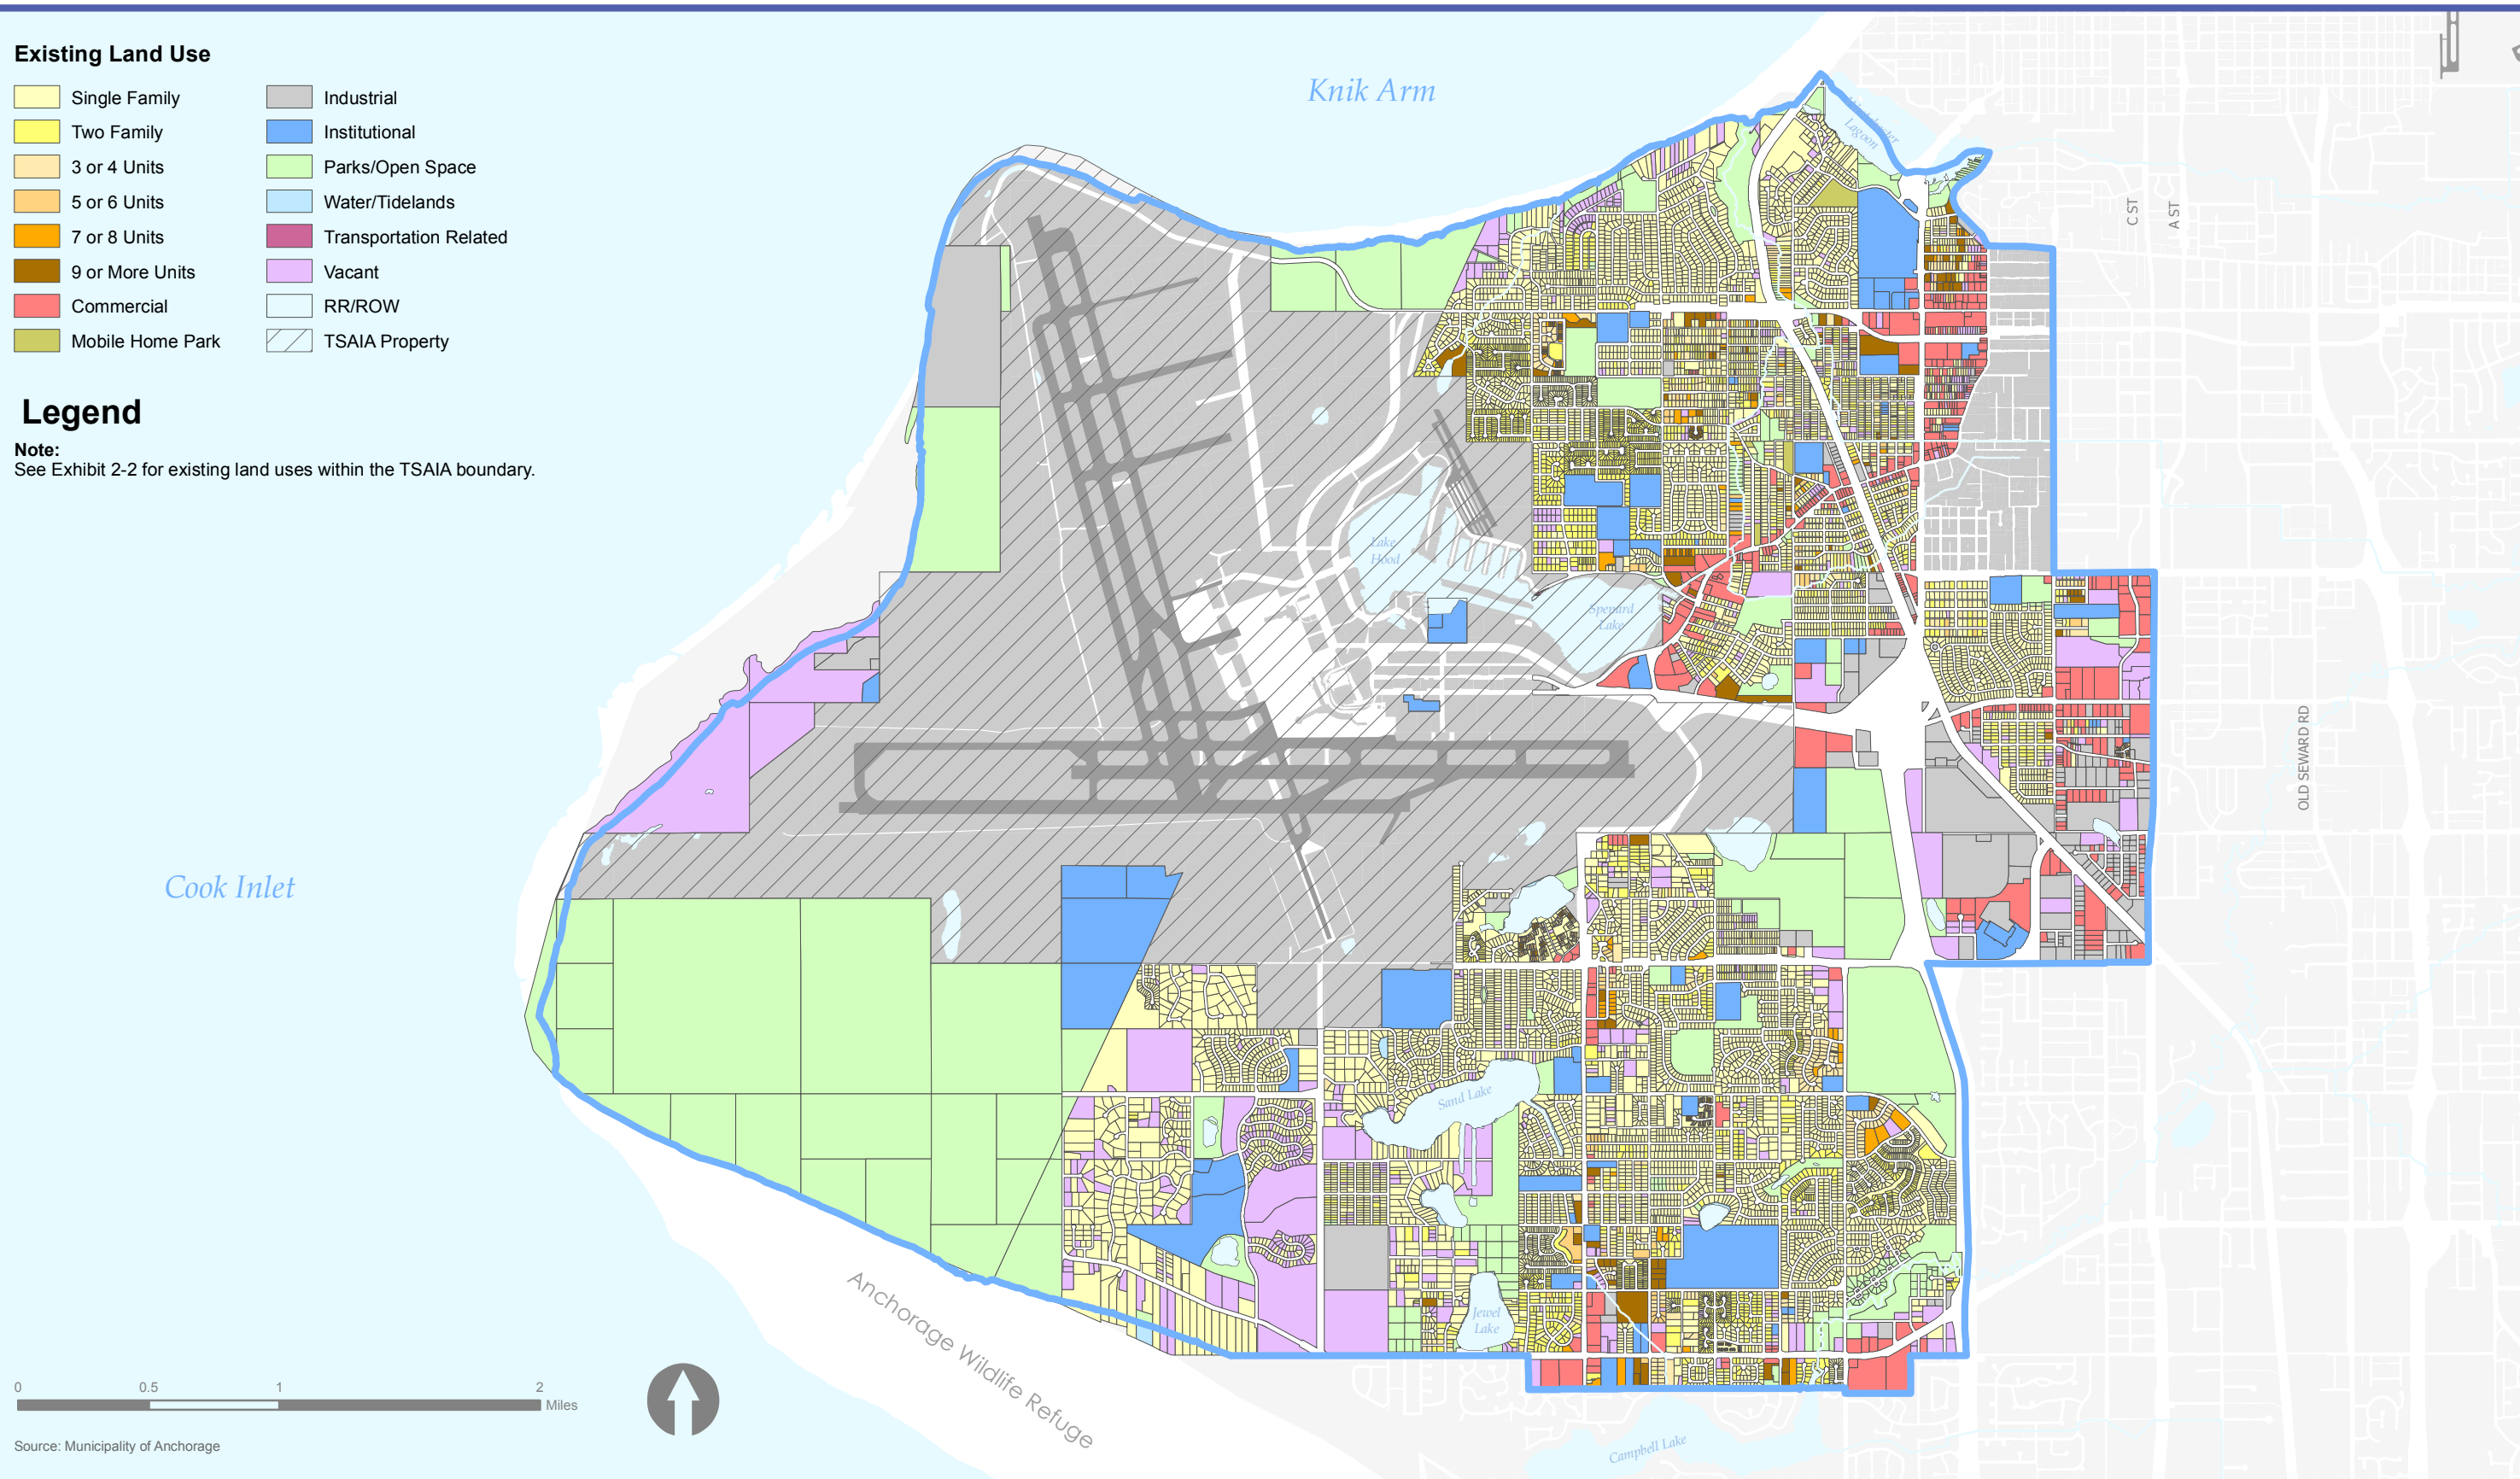 Existing Land Use
Single Family
Two Family
3 or 4 Units
5 or 6 Units
7 or 8 Units
9 or More Units
Commercial
Mobile Home Park
Industrial
Institutional
Parks/Open Space
Water/Tidelands
Transportation Related
Vacant
RR/ROW
TSAIA Property
Legend
Note:
See Exhibit 2-2 for existing land uses within the TSAIA boundary.
Knik Arm
Lagoon
C ST
A ST
Lake
Hood
Spenard
Lake
OLD SEWARD RD
Cook Inlet
Sand Lake
Jewel
Lake
Anchorage Wildlife Refuge
Campbell Lake
0 0.5 1 2
Miles
Source: Municipality of Anchorage